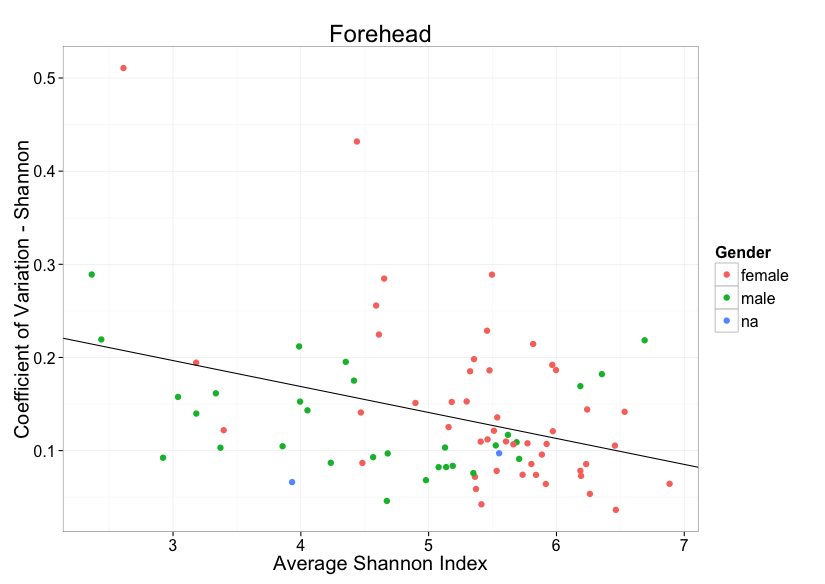 Forehead
Coefficient of Variation - Shannon
0.5
0.4
0.3
0.2
0.1
3 4 5 6 7
Average Shannon Index
Gender
female
male
na